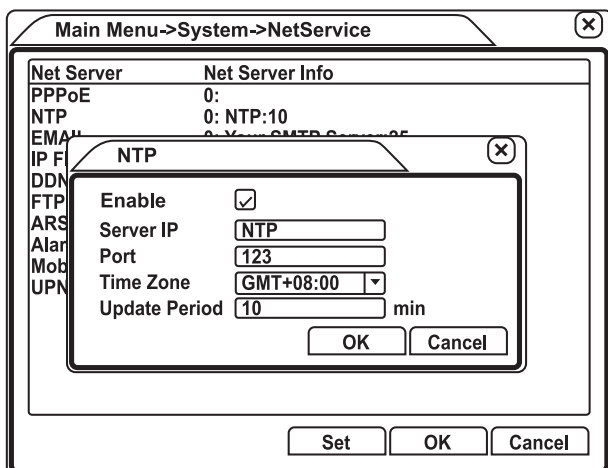 Main Menu->System->NetService
Net Server Net Server Info
PPPoE 0:
NTP 0: NTP:10
NTP
Enable
Server IP NTP
Port 123
Time Zone GMT+08:00
Update Period 10 min
OK Cancel
FTP
Set OK Cancel